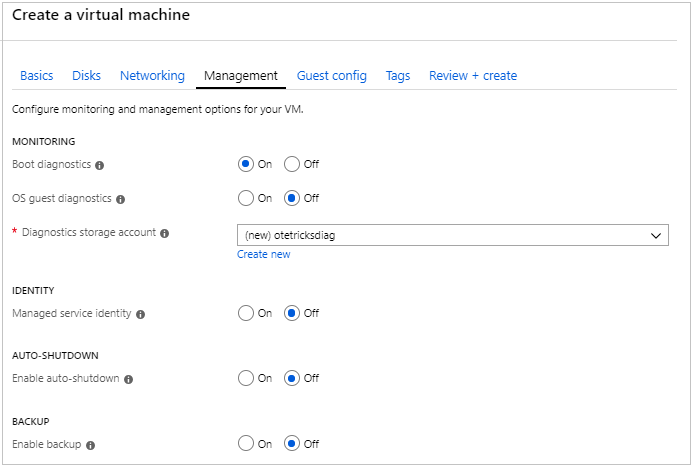 Create a virtual machine
Basics Disks Networking Management Guest config Tags Review + create
Configure monitoring and management options for your VM.
MONITORING
Boot diagnostics On Off
OS guest diagnostics On Off
* Diagnostics storage account (new) otetricksdiag
Create new
IDENTITY
Managed service identity On Off
AUTO-SHUTDOWN
Enable auto-shutdown On Off
BACKUP
Enable backup On Off